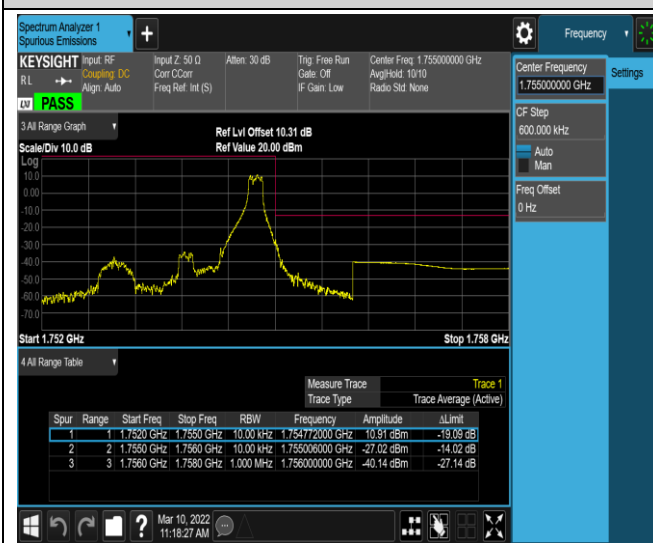 Spectrum Analyzer 1
Spurious Emissions
Frequency
KEYSIGHT
RL
Input: RF
Coupling: DC
Align: Auto
Input Z: 50 Ω
Corr CCorr
Freq Ref: Int (S)
Atten: 30 dB
Trig: Free Run
Gate: Off
IF Gain: Low
Center Freq: 1.755000000 GHz
Avg|Hold: 10/10
Radio Std: None
PASS
Center Frequency
1.755000000 GHz
Settings
CF Step
600.000 kHz
Auto
Man
Freq Offset
0 Hz
3 All Range Graph
Ref Lvl Offset 10.31 dB
Scale/Div 10.0 dB
Ref Value 20.00 dBm
Log
10.0
0.00
-10.0
-20.0
-30.0
-40.0
-50.0
-60.0
-70.0
Start 1.752 GHz
Stop 1.758 GHz
4 All Range Table
Measure Trace Trace 1
Trace Type Trace Average (Active)
Spur Range Start Freq Stop Freq RBW Frequency Amplitude ΔLimit
1 1 1.7520 GHz 1.7550 GHz 10.00 kHz 1.754772000 GHz 10.91 dBm -19.09 dB
2 2 1.7550 GHz 1.7560 GHz 10.00 kHz 1.755006000 GHz -27.02 dBm -14.02 dB
3 3 1.7560 GHz 1.7580 GHz 1.000 MHz 1.756000000 GHz -40.14 dBm -27.14 dB
Mar 10, 2022
11:18:27 AM